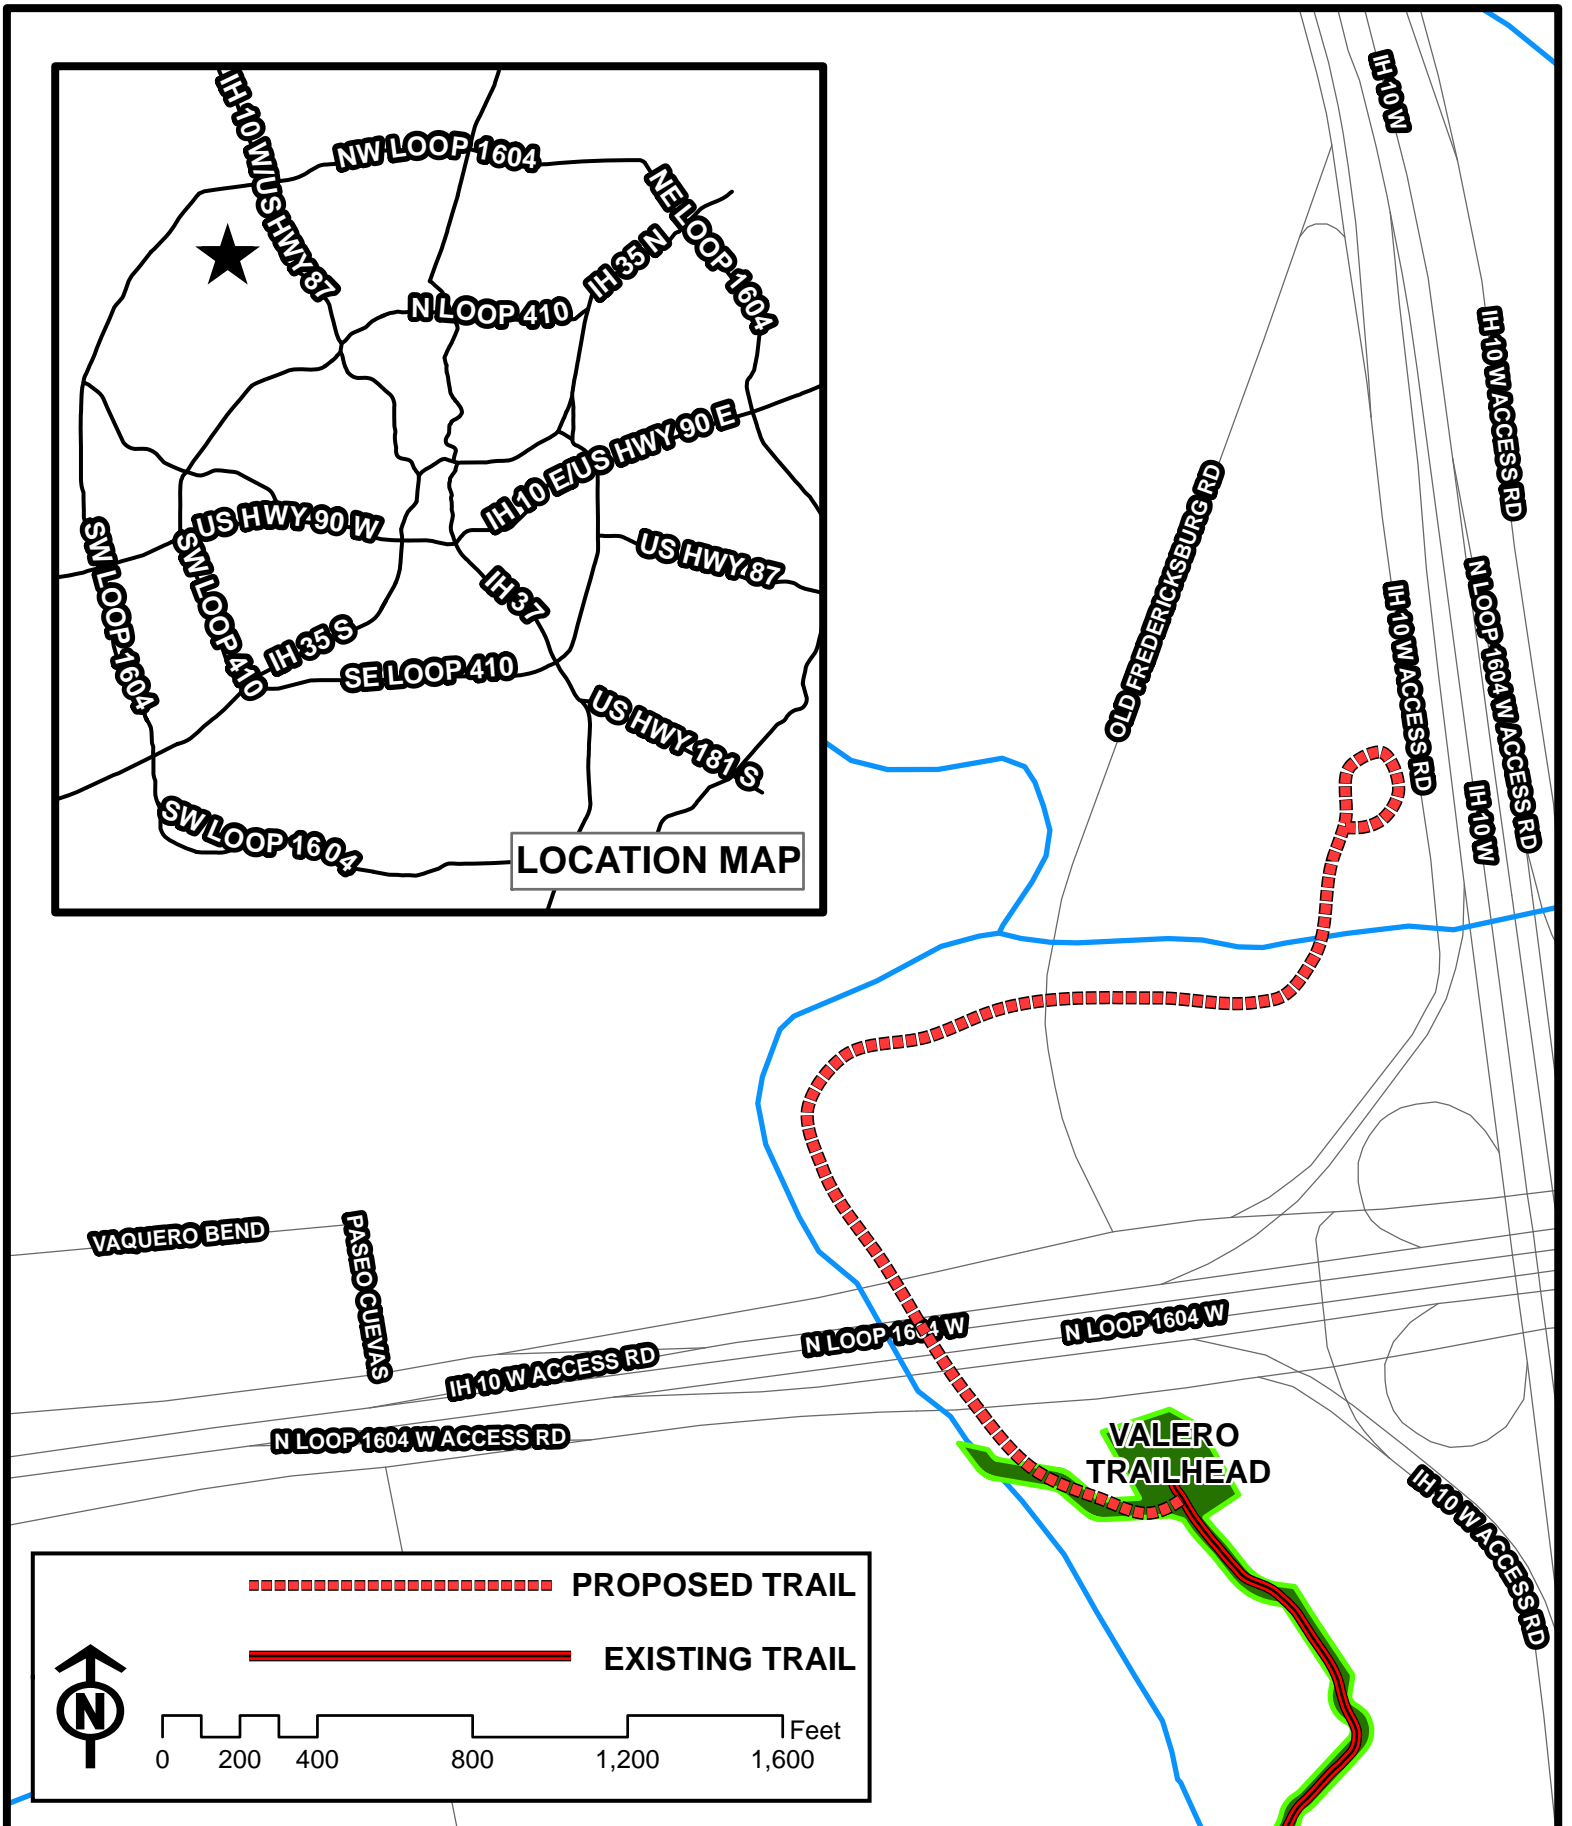 IH 10 W/US HWY 87
NW LOOP 1604
NE LOOP 1604
IH 35 N
N LOOP 410
IH 10 E/US HWY 90 E
US HWY 90 W
US HWY 87
SW LOOP 1604
SW LOOP 410
IH 37
IH 35 S
SE LOOP 410
US HWY 181 S
SW LOOP 1604
LOCATION MAP
IH 10 W
IH 10 W ACCESS RD
OLD FREDERICKSBURG RD
IH 10 W ACCESS RD
N LOOP 1604 W ACCESS RD
IH 10 W
VAQUERO BEND
PASEO CUEVAS
N LOOP 1604 W
N LOOP 1604 W
IH 10 W ACCESS RD
N LOOP 1604 W ACCESS RD
VALERO
TRAILHEAD
IH 10 W ACCESS RD
PROPOSED TRAIL
EXISTING TRAIL
N
Feet
0 200 400 800 1,200 1,600